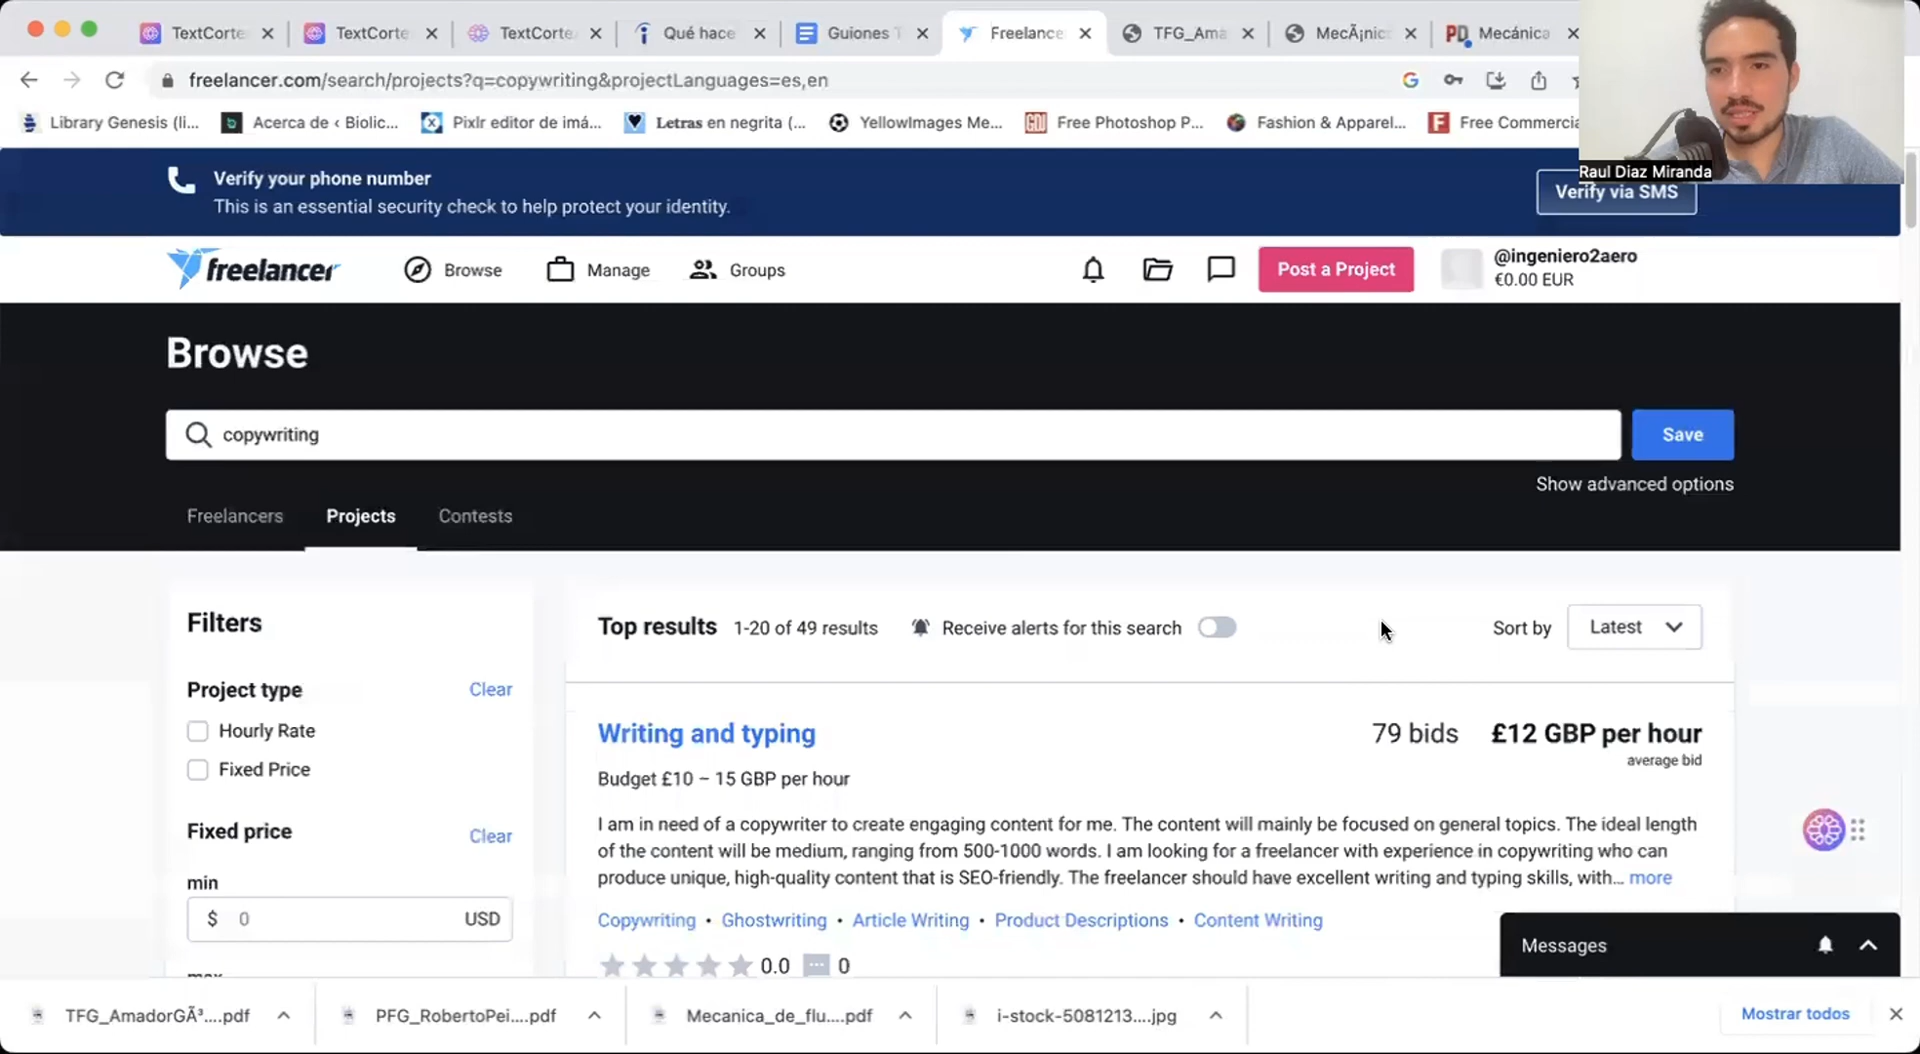 TextCorte
TextCorte
TextCorte
Qué hace
Guiones T
Freelance
TFG_Ama
MecÃ¡nic
Mecánica
freelancer.com/search/projects?q=copywriting&projectLanguages=es,en
Library Genesis (li...
Acerca de ‹ Biolic...
Pixlr editor de imá...
Letras en negrita (...
YellowImages Me...
Free Photoshop P...
Fashion & Apparel...
Free Commercia
Raul Diaz Miranda
Verify your phone number
This is an essential security check to help protect your identity.
Verify via SMS
freelancer
Browse
Manage
Groups
Post a Project
@ingeniero2aero
€0.00 EUR
Browse
copywriting
Save
Show advanced options
Freelancers
Projects
Contests
Filters
Project type
Clear
Hourly Rate
Fixed Price
Fixed price
Clear
min
$ 0 USD
max
Top results 1-20 of 49 results
Receive alerts for this search
Sort by
Latest
Writing and typing
79 bids
£12 GBP per hour
average bid
Budget £10 – 15 GBP per hour
I am in need of a copywriter to create engaging content for me. The content will mainly be focused on general topics. The ideal length
of the content will be medium, ranging from 500-1000 words. I am looking for a freelancer with experience in copywriting who can
produce unique, high-quality content that is SEO-friendly. The freelancer should have excellent writing and typing skills, with... more
Copywriting • Ghostwriting • Article Writing • Product Descriptions • Content Writing
0.0
0
Messages
TFG_AmadorGÃ³....pdf
PFG_RobertoPei....pdf
Mecanica_de_flu....pdf
i-stock-5081213....jpg
Mostrar todos